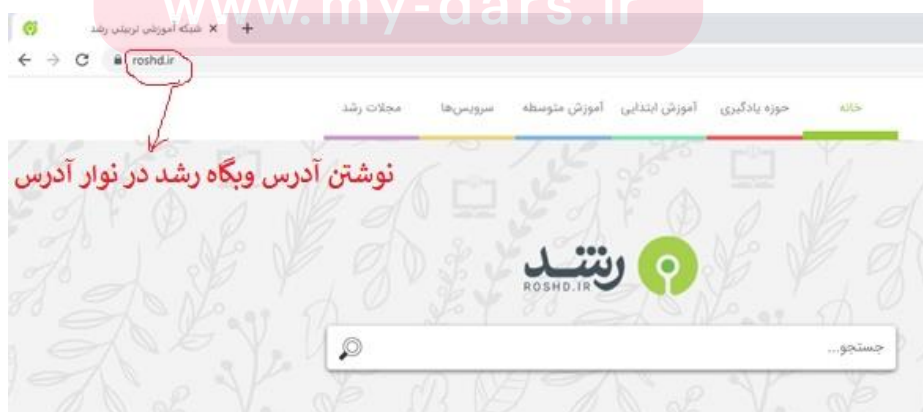 www.my-dars.ir
شبکه آموزشی تربیتی رشد
roshd.ir
خانه
حوزه یادگیری
آموزش ابتدایی
آموزش متوسطه
سرویس‌ها
مجلات رشد
نوشتن آدرس وبگاه رشد در نوار آدرس
رشد
ROSHD.IR
جستجو...